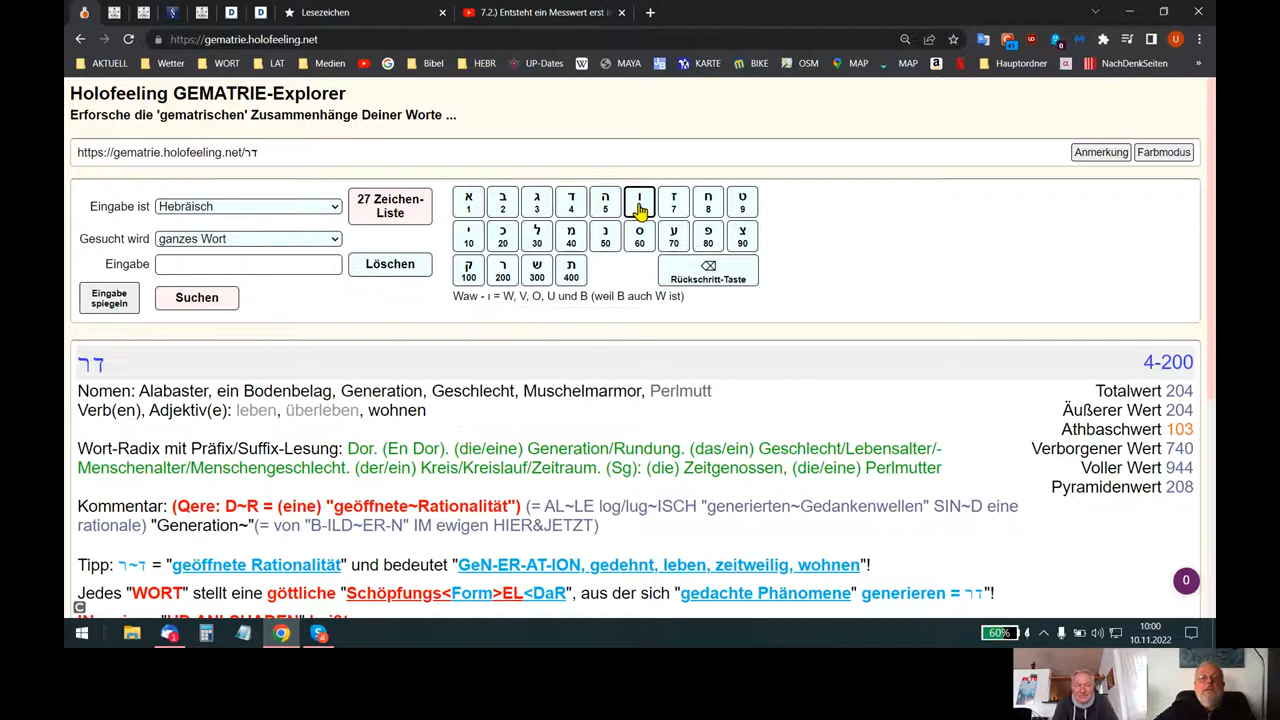 Lesezeichen
7.2.) Entsteht ein Messwert erst i
https://gematrie.holofeeling.net
AKTUELL Wetter WORT LAT Medien Bibel HEBR UP-Dates MAYA KARTE BIKE OSM MAP MAP Hauptordner NachDenkSeiten
Holofeeling GEMATRIE-Explorer
Erforsche die 'gematrischen' Zusammenhänge Deiner Worte ...
https://gematrie.holofeeling.net/דר
Anmerkung Farbmodus
Eingabe ist Hebräisch
27 Zeichen-Liste
Gesucht wird ganzes Wort
Eingabe
Löschen
Eingabe spiegeln
Suchen
א ב ג ד ה ו ז ח ט
1 2 3 4 5 6 7 8 9
י כ ל מ נ ס ע פ צ
10 20 30 40 50 60 70 80 90
ק ר ש ת
100 200 300 400
Rückschritt-Taste
Waw - ו = W, V, O, U und B (weil B auch W ist)
דר 4-200
Nomen: Alabaster, ein Bodenbelag, Generation, Geschlecht, Muschelmarmor, Perlmutt
Verb(en), Adjektiv(e): leben, überleben, wohnen
Totalwert 204
Äußerer Wert 204
Athbaschwert 103
Verborgener Wert 740
Voller Wert 944
Pyramidenwert 208
Wort-Radix mit Präfix/Suffix-Lesung: Dor. (En Dor). (die/eine) Generation/Rundung. (das/ein) Geschlecht/Lebensalter/-
Menschenalter/Menschengeschlecht. (der/ein) Kreis/Kreislauf/Zeitraum. (Sg): (die) Zeitgenossen, (die/eine) Perlmutter
Kommentar: (Qere: D~R = (eine) "geöffnete~Rationalität") (= AL~LE log/lug~ISCH "generierten~Gedankenwellen" SIN~D eine
rationale) "Generation~"(= von "B-ILD~ER-N" IM ewigen HIER&JETZT)
Tipp: ד~ר = "geöffnete Rationalität" und bedeutet "GeN-ER-AT-ION, gedehnt, leben, zeitweilig, wohnen"!
Jedes "WORT" stellt eine göttliche "Schöpfungs<Form>EL<DaR", aus der sich "gedachte Phänomene" generieren = דר"!
0
60%
10:00
10.11.2022